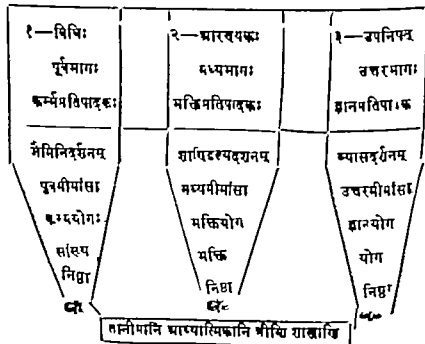 १—विधिः
पूर्वभागः
कर्म्मप्रतिपादकः
जैमिनिदर्शनम्
पूर्वमीमांसा
कर्म्मयोगः
सांख्य
निष्ठा
२—आरण्यकः
मध्यभागः
भक्तिप्रतिपादकः
शाण्डिल्यदर्शनम्
मध्यमीमांसा
भक्तियोग
भक्ति
निष्ठा
३—उपनिषद्
उत्तरभागः
ज्ञानप्रतिपादक
व्यासदर्शनम्
उत्तरमीमांसा
ज्ञानयोग
योग
निष्ठा
तानीमानि आध्यात्मिकानि त्रीणि शास्त्राणि